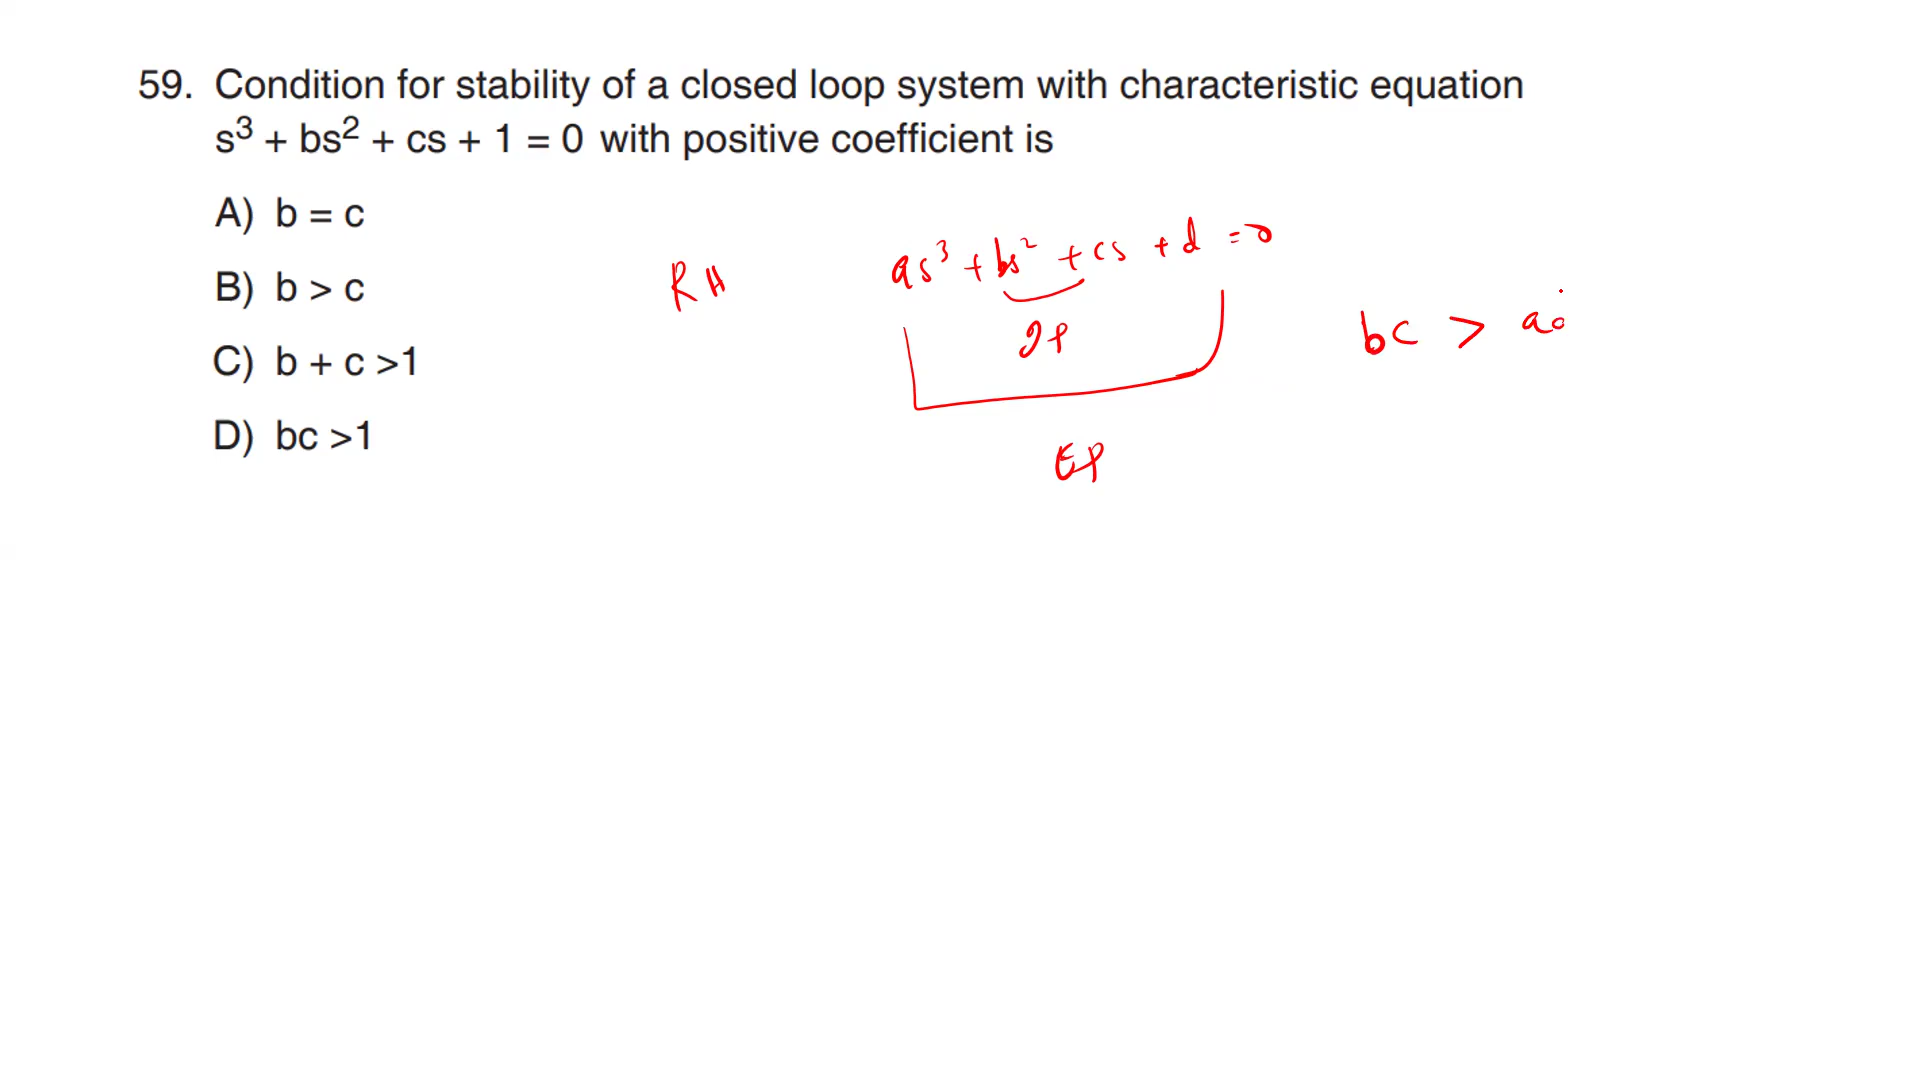 59. Condition for stability of a closed loop system with characteristic equation
s³ + bs² + cs + 1 = 0 with positive coefficient is
A) b = c
B) b > c
C) b + c >1
D) bc >1
RH
as³ + bs² + cs + d = 0
IP
EP
bc > a